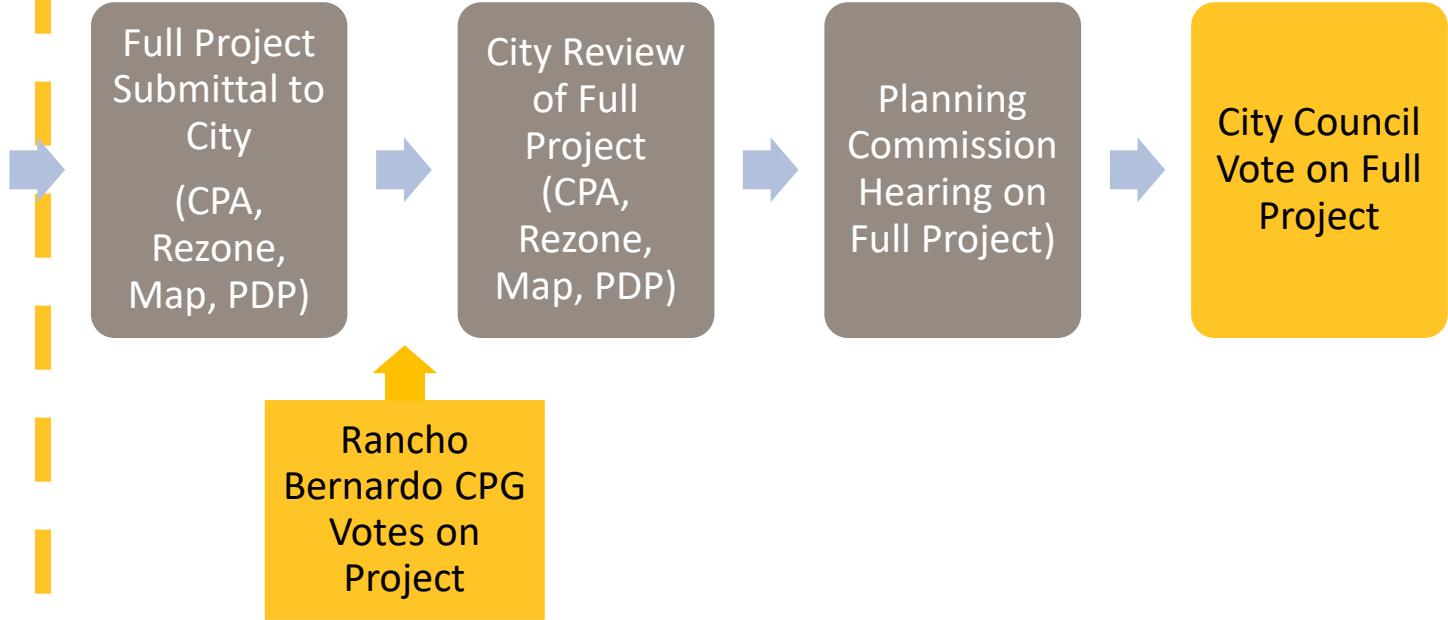 Full Project
Submittal to
City
(CPA,
Rezone,
Map, PDP)
City Review
of Full
Project
(CPA,
Rezone,
Map, PDP)
Planning
Commission
Hearing on
Full Project)
City Council
Vote on Full
Project
Rancho
Bernardo CPG
Votes on
Project